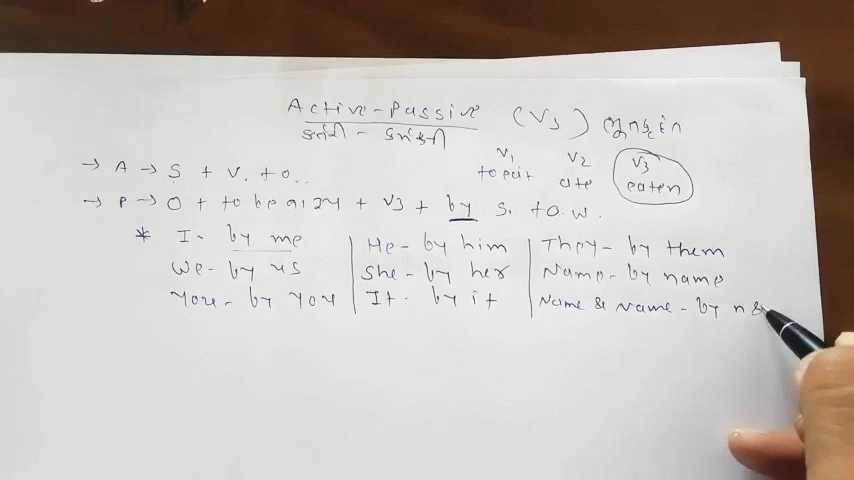 Active-Passive (V3)
કર્તરી - કર્મણી
V1 V2 V3
to eat ate eaten
→ A → S + V. + O..
→ P → O + to be + V3 + by S. + O.W.
* I - by me | He - by him | They - by them
We - by us | She - by her | Name - by name
You - by you | It - by it | Name & Name - by n &